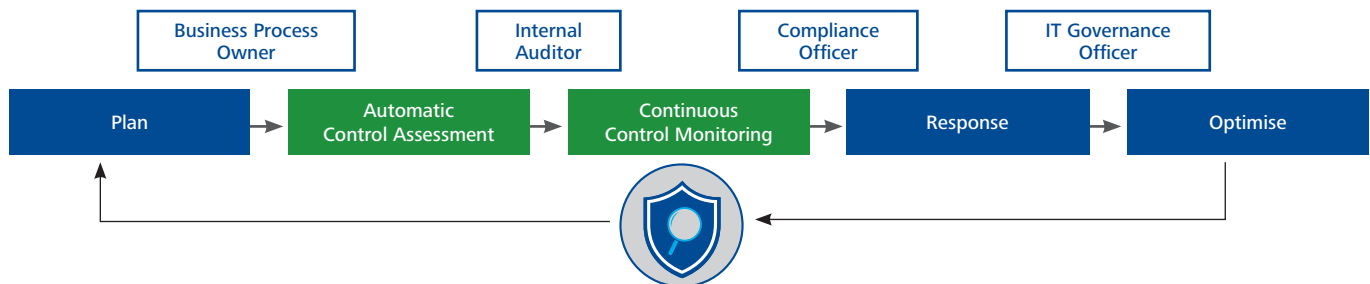 Business Process
Owner
Internal
Auditor
Compliance
Officer
IT Governance
Officer
Plan
Automatic
Control Assessment
Continuous
Control Monitoring
Response
Optimise